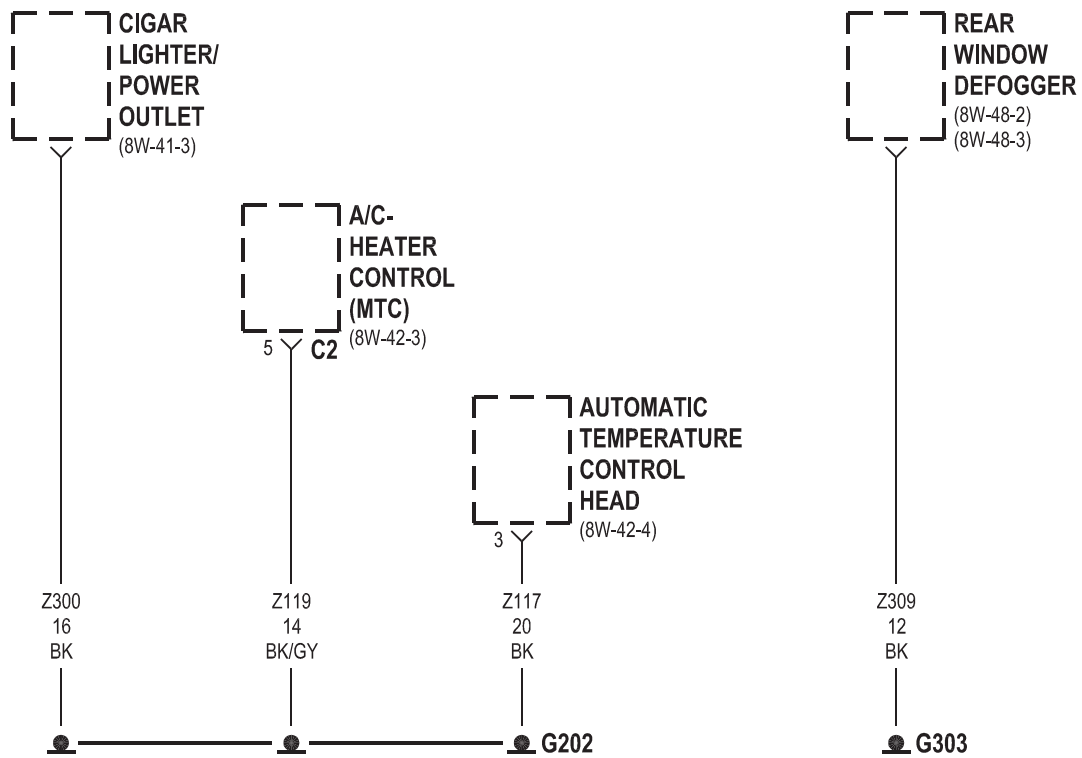 CIGAR
LIGHTER/
POWER
OUTLET
(8W-41-3)
A/C-
HEATER
CONTROL
(MTC)
(8W-42-3)
5
C2
AUTOMATIC
TEMPERATURE
CONTROL
HEAD
(8W-42-4)
3
REAR
WINDOW
DEFOGGER
(8W-48-2)
(8W-48-3)
Z300
16
BK
Z119
14
BK/GY
Z117
20
BK
Z309
12
BK
G202
G303